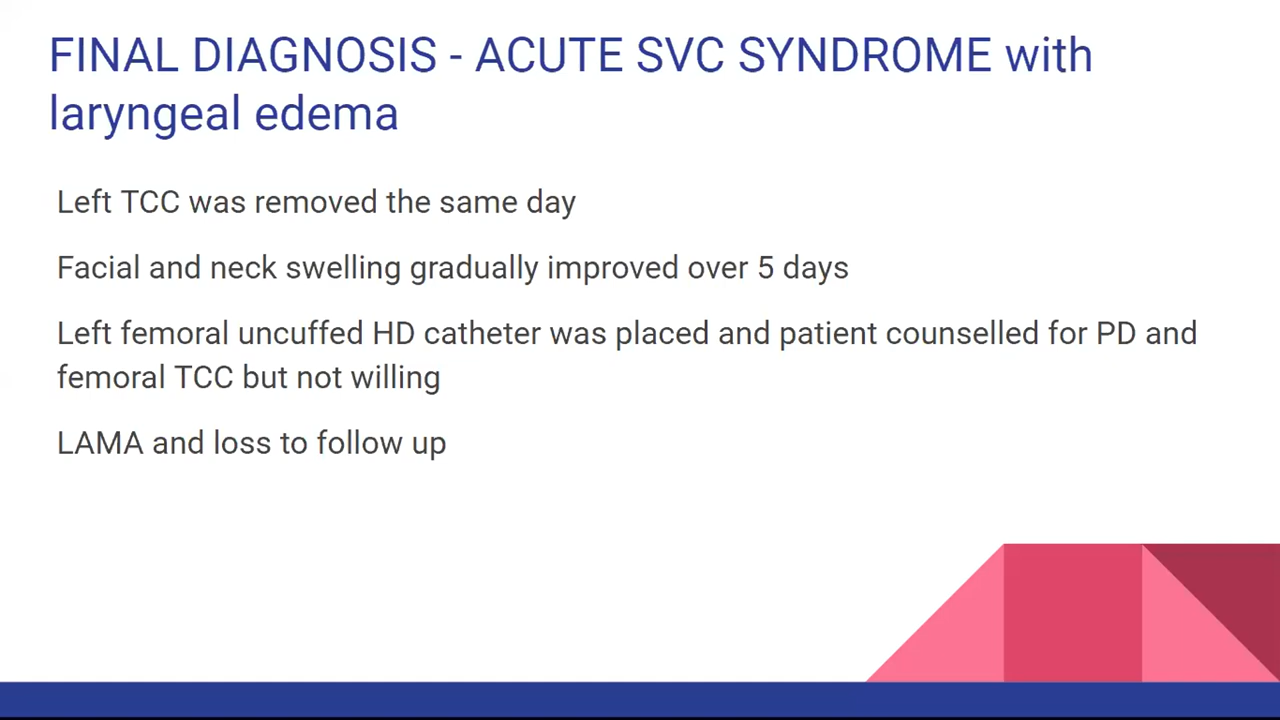 FINAL DIAGNOSIS - ACUTE SVC SYNDROME with
laryngeal edema
Left TCC was removed the same day
Facial and neck swelling gradually improved over 5 days
Left femoral uncuffed HD catheter was placed and patient counselled for PD and
femoral TCC but not willing
LAMA and loss to follow up